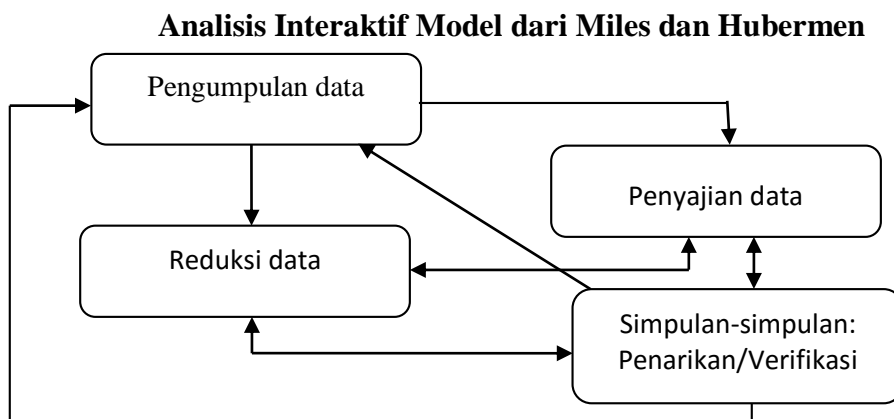 Analisis Interaktif Model dari Miles dan Hubermen
Pengumpulan data
Penyajian data
Reduksi data
Simpulan-simpulan:
Penarikan/Verifikasi